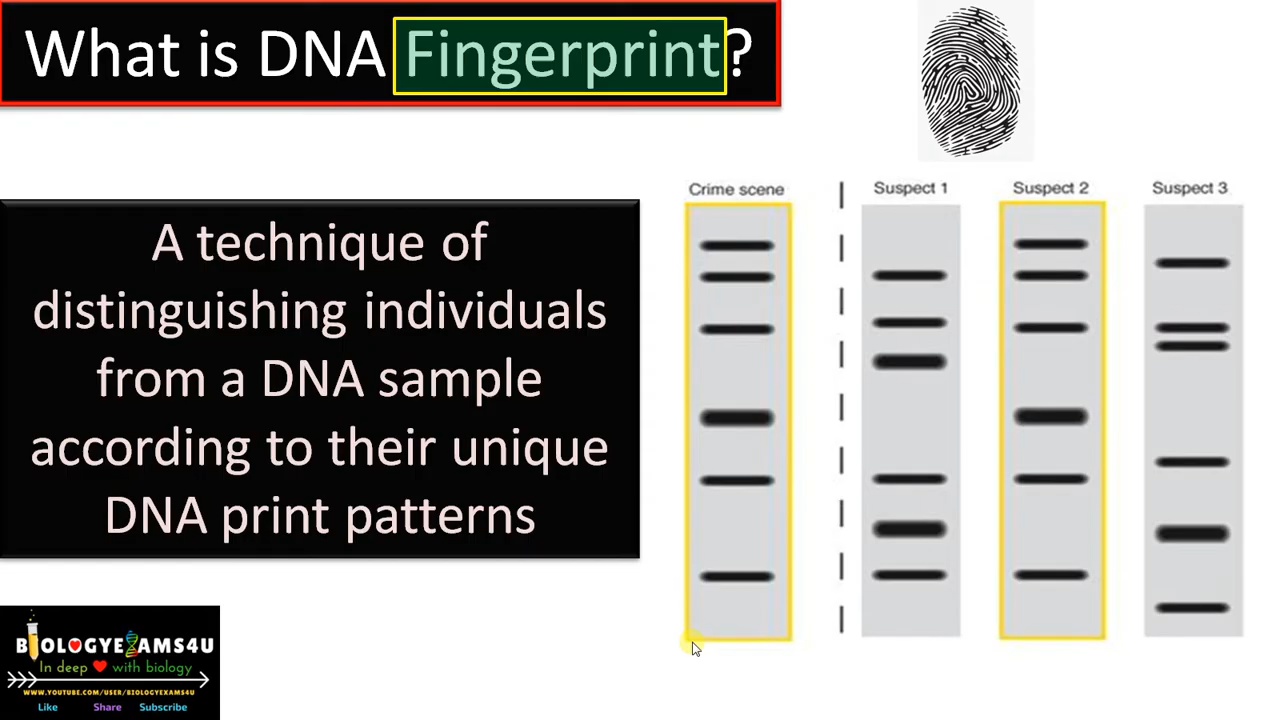 What is DNA Fingerprint?
Crime scene
Suspect 1
Suspect 2
Suspect 3
A technique of
distinguishing individuals
from a DNA sample
according to their unique
DNA print patterns
BIOLOGYEXAMS4U
In deep with biology
WWW.YOUTUBE.COM/USER/BIOLOGYEXAMS4U
Like Share Subscribe